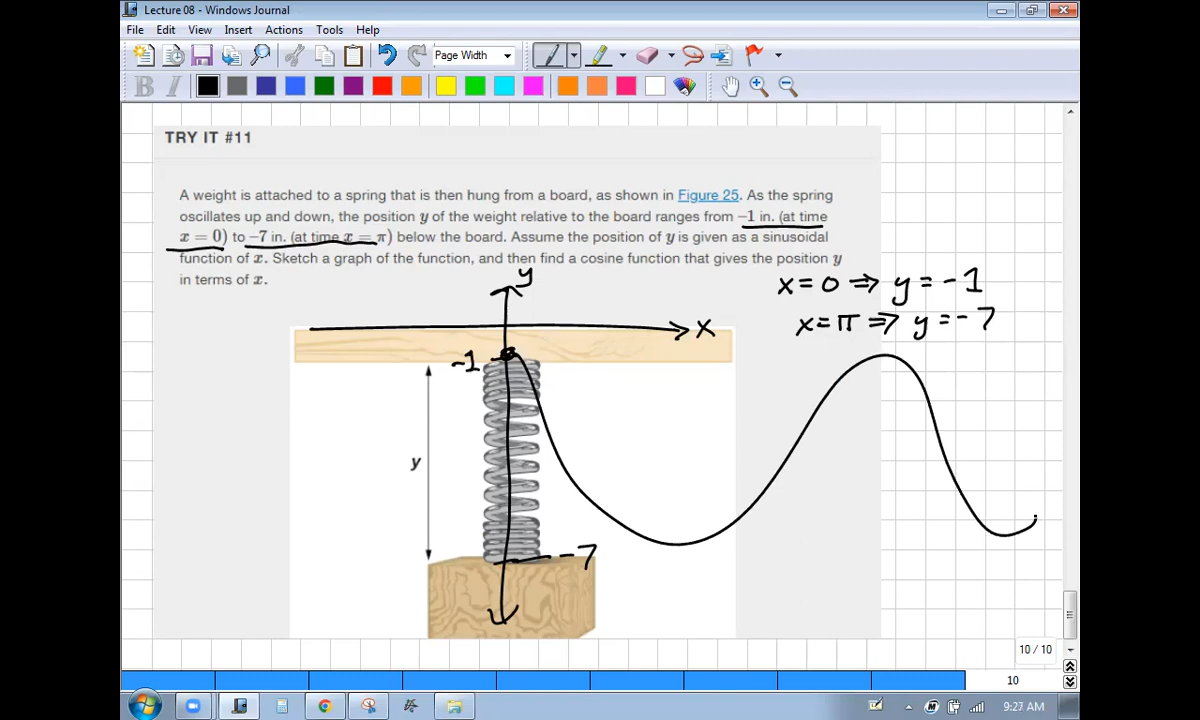 Lecture 08 - Windows Journal
File Edit View Insert Actions Tools Help
Page Width
B I
TRY IT #11
A weight is attached to a spring that is then hung from a board, as shown in Figure 25. As the spring
oscillates up and down, the position y of the weight relative to the board ranges from −1 in. (at time
x = 0) to −7 in. (at time x = π) below the board. Assume the position of y is given as a sinusoidal
function of x. Sketch a graph of the function, and then find a cosine function that gives the position y
in terms of x.
y
x = 0 ⇒ y = -1
x = π ⇒ y = -7
x
-1
y
-7
10 / 10
10
9:27 AM